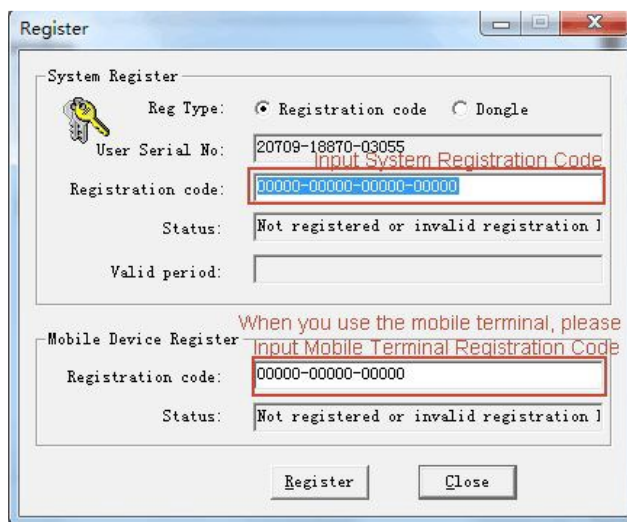 Register
System Register
Reg Type: Registration code Dongle
User Serial No: 20709-18870-03055
Input System Registration Code
Registration code: 00000-00000-00000-00000
Status: Not registered or invalid registration
Valid period:
When you use the mobile terminal, please
Mobile Device Register Input Mobile Terminal Registration Code
Registration code: 00000-00000-00000
Status: Not registered or invalid registration
Register Close